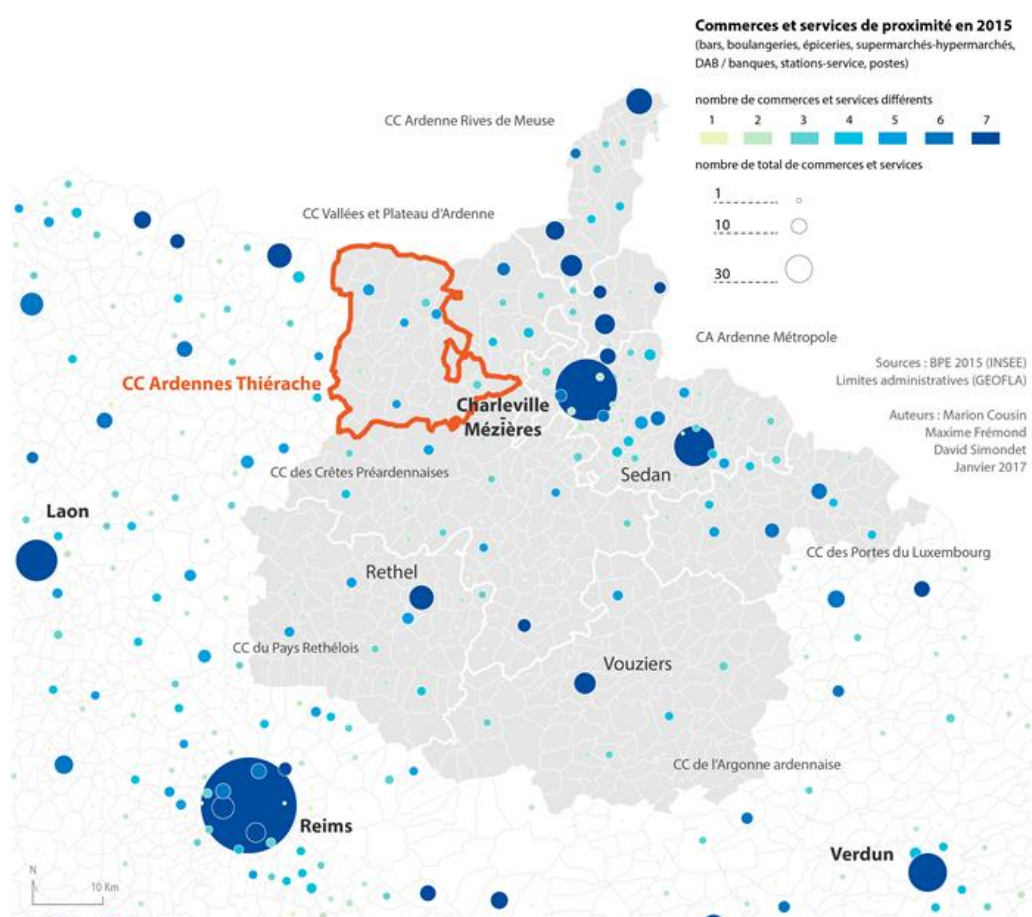 Commerces et services de proximité en 2015
(bars, boulangeries, épiceries, supermarchés-hypermarchés,
DAB / banques, stations-service, postes)
nombre de commerces et services différents
1 2 3 4 5 6 7
nombre de total de commerces et services
1
10
30
CC Ardenne Rives de Meuse
CC Vallées et Plateau d'Ardenne
CA Ardenne Métropole
Sources : BPE 2015 (INSEE)
Limites administratives (GEOFLA)
Auteurs : Marion Cousin
Maxime Frémond
David Simondet
Janvier 2017
CC Ardennes Thiérache
Charleville
-
Mézières
CC des Crêtes Préardennaises
Sedan
Laon
CC des Portes du Luxembourg
Rethel
CC du Pays Rethélois
Vouziers
CC de l'Argonne ardennaise
Reims
Verdun
N
10 Km